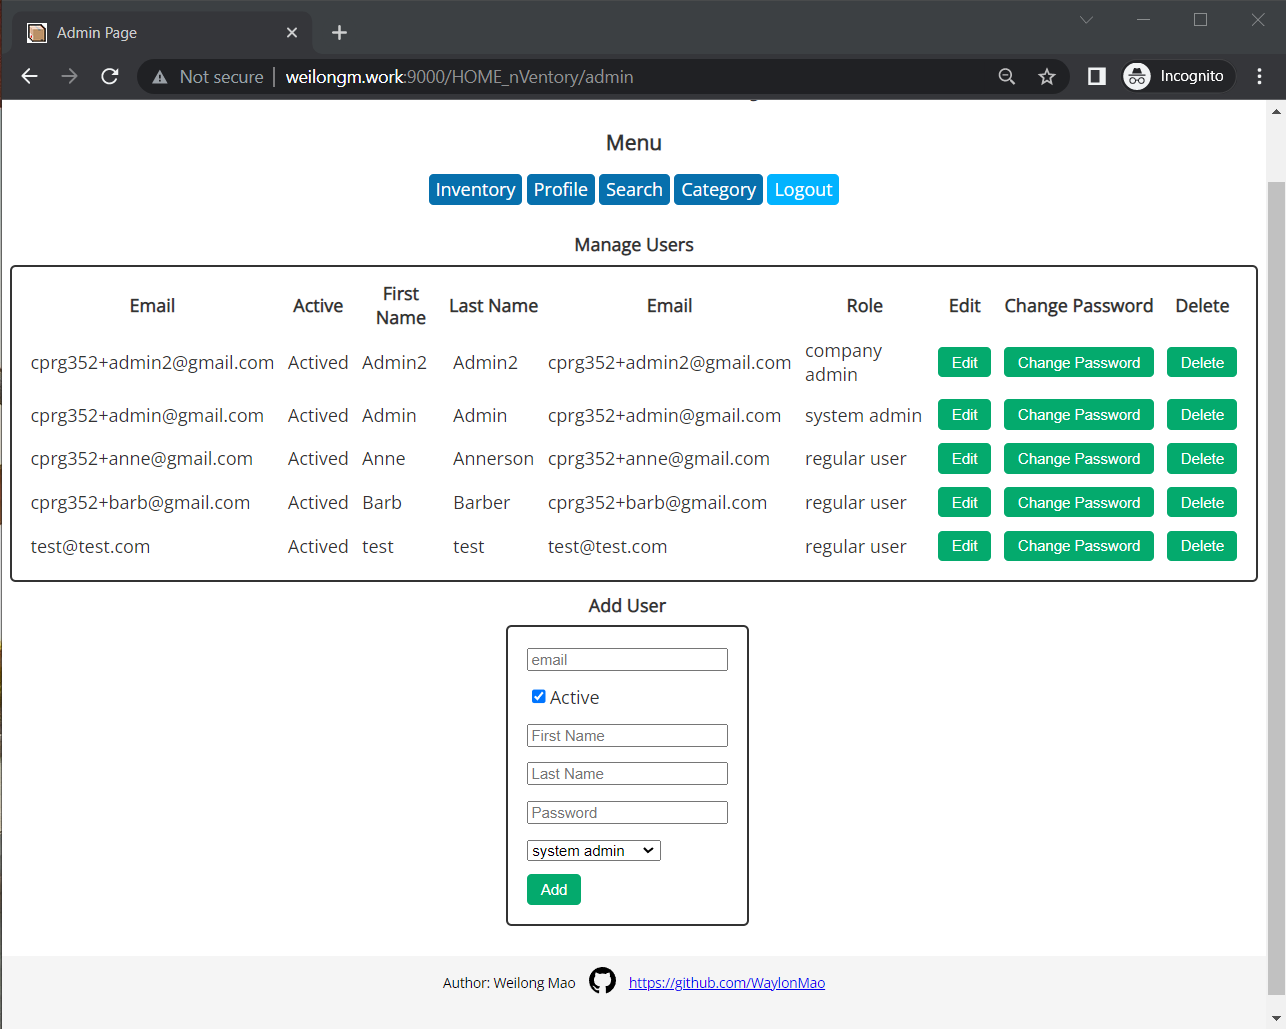 Admin Page
Not secure weilongm.work:9000/HOME_nVentory/admin Incognito
Menu
Inventory Profile Search Category Logout
Manage Users
Email Active First Name Last Name Email Role Edit Change Password Delete
cprg352+admin2@gmail.com Actived Admin2 Admin2 cprg352+admin2@gmail.com company admin Edit Change Password Delete
cprg352+admin@gmail.com Actived Admin Admin cprg352+admin@gmail.com system admin Edit Change Password Delete
cprg352+anne@gmail.com Actived Anne Annerson cprg352+anne@gmail.com regular user Edit Change Password Delete
cprg352+barb@gmail.com Actived Barb Barber cprg352+barb@gmail.com regular user Edit Change Password Delete
test@test.com Actived test test test@test.com regular user Edit Change Password Delete
Add User
email
Active
First Name
Last Name
Password
system admin
Add
Author: Weilong Mao https://github.com/WaylonMao